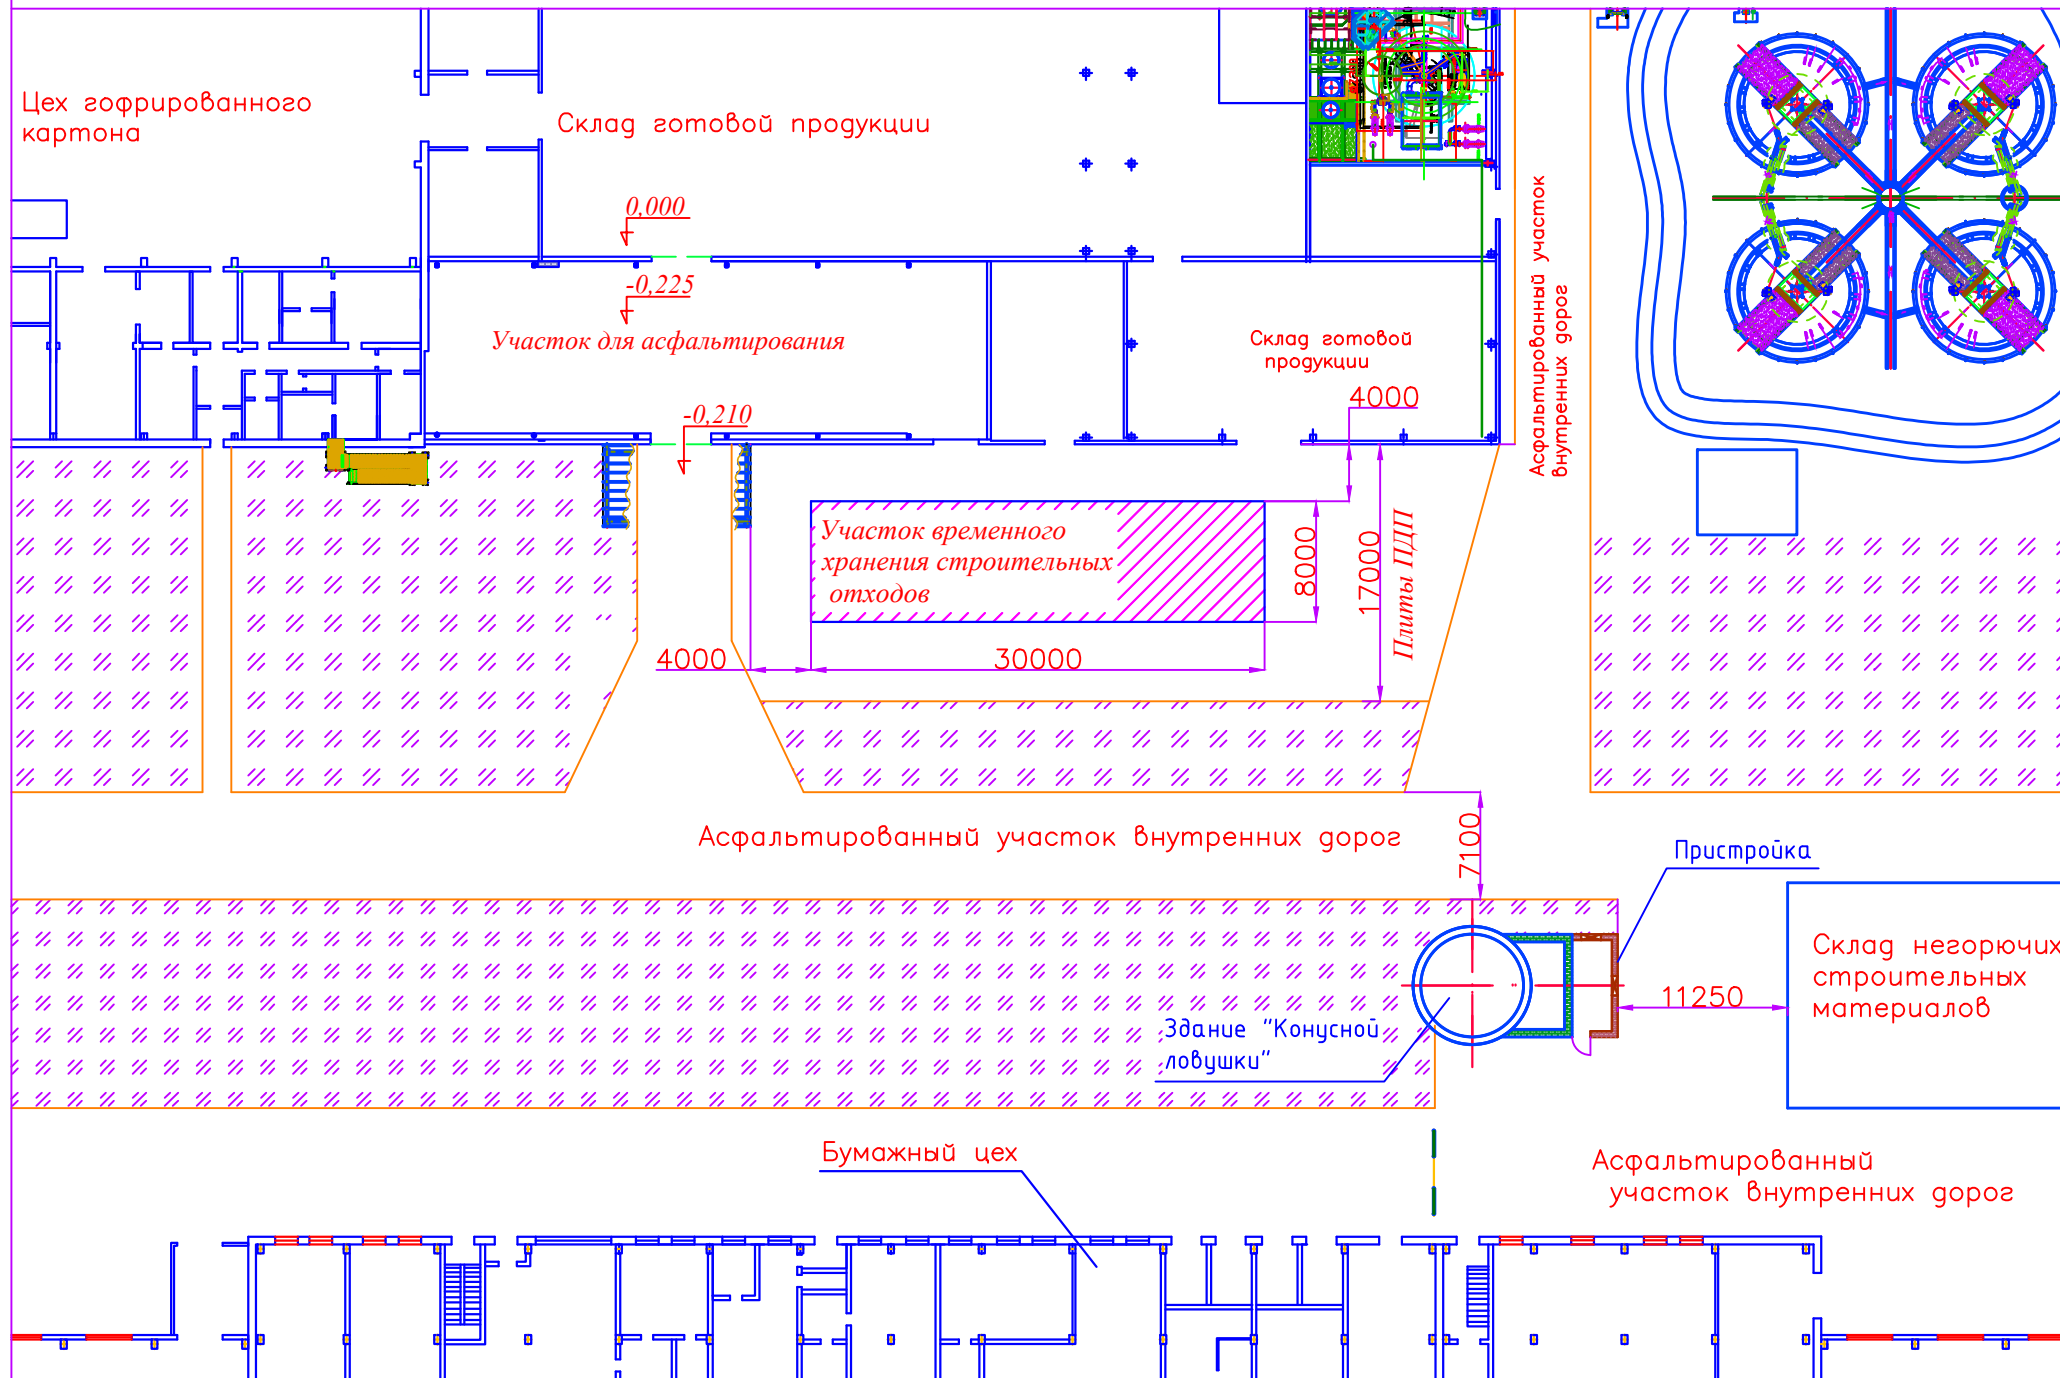 Цех гофрированного
картона
Склад готовой продукции
0,000
-0,225
Участок для асфальтирования
-0,210
Склад готовой
продукции
4000
Асфальтированный участок
внутренних дорог
Участок временного
хранения строительных
отходов
8000
17000
Плиты ПДП
4000
30000
Асфальтированный участок внутренних дорог
7100
Пристройка
Склад негорючих
строительных
материалов
11250
Здание "Конусной
ловушки"
Бумажный цех
Асфальтированный
участок внутренних дорог